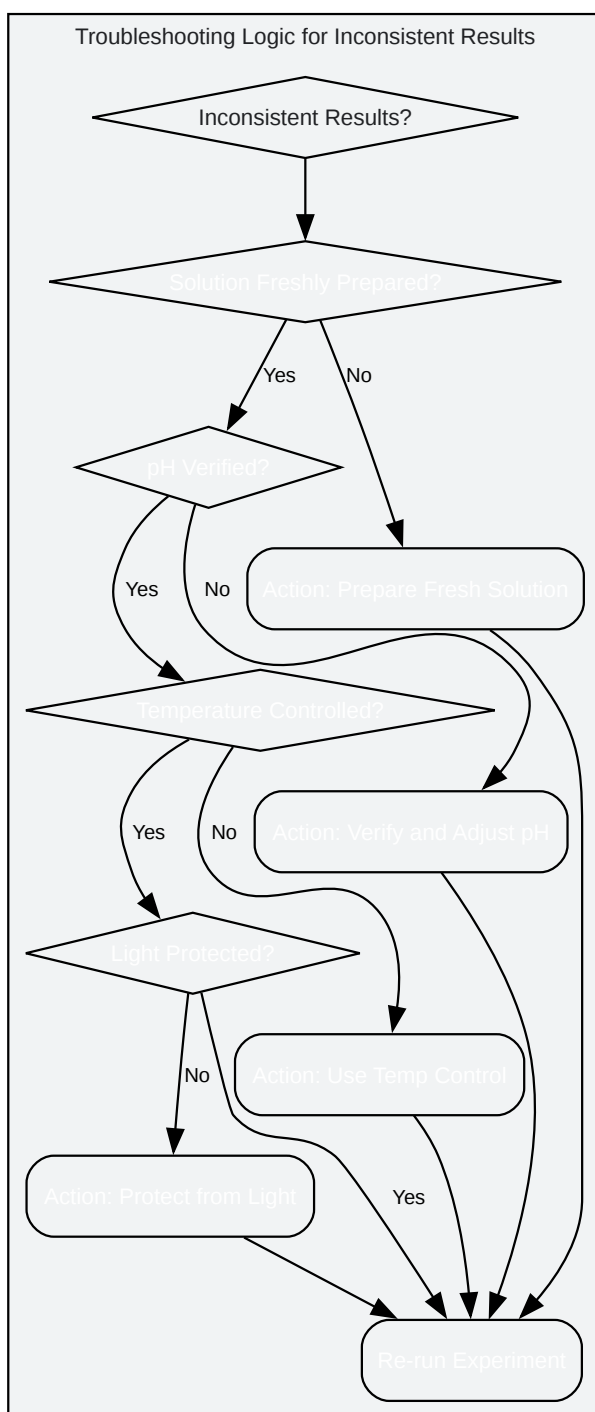 Troubleshooting Logic for Inconsistent Results
Inconsistent Results?
Solution Freshly Prepared?
Yes
No
pH Verified?
Action: Prepare Fresh Solution
Yes
No
Temperature Controlled?
Action: Verify and Adjust pH
Yes
No
Light Protected?
Action: Use Temp Control
No
Action: Protect from Light
Yes
Re-run Experiment